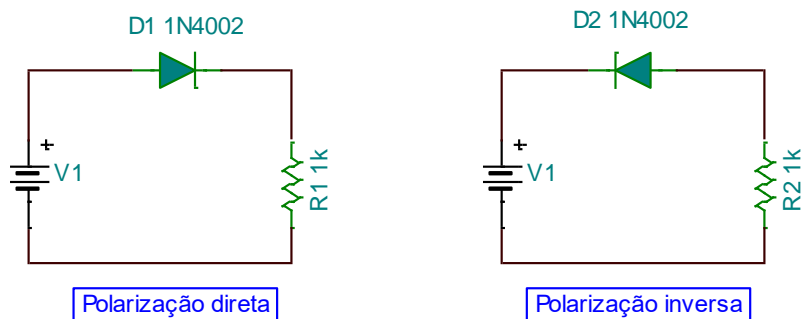 D1 1N4002
+
V1
R1 1k
Polarização direta
D2 1N4002
+
V1
R2 1k
Polarização inversa